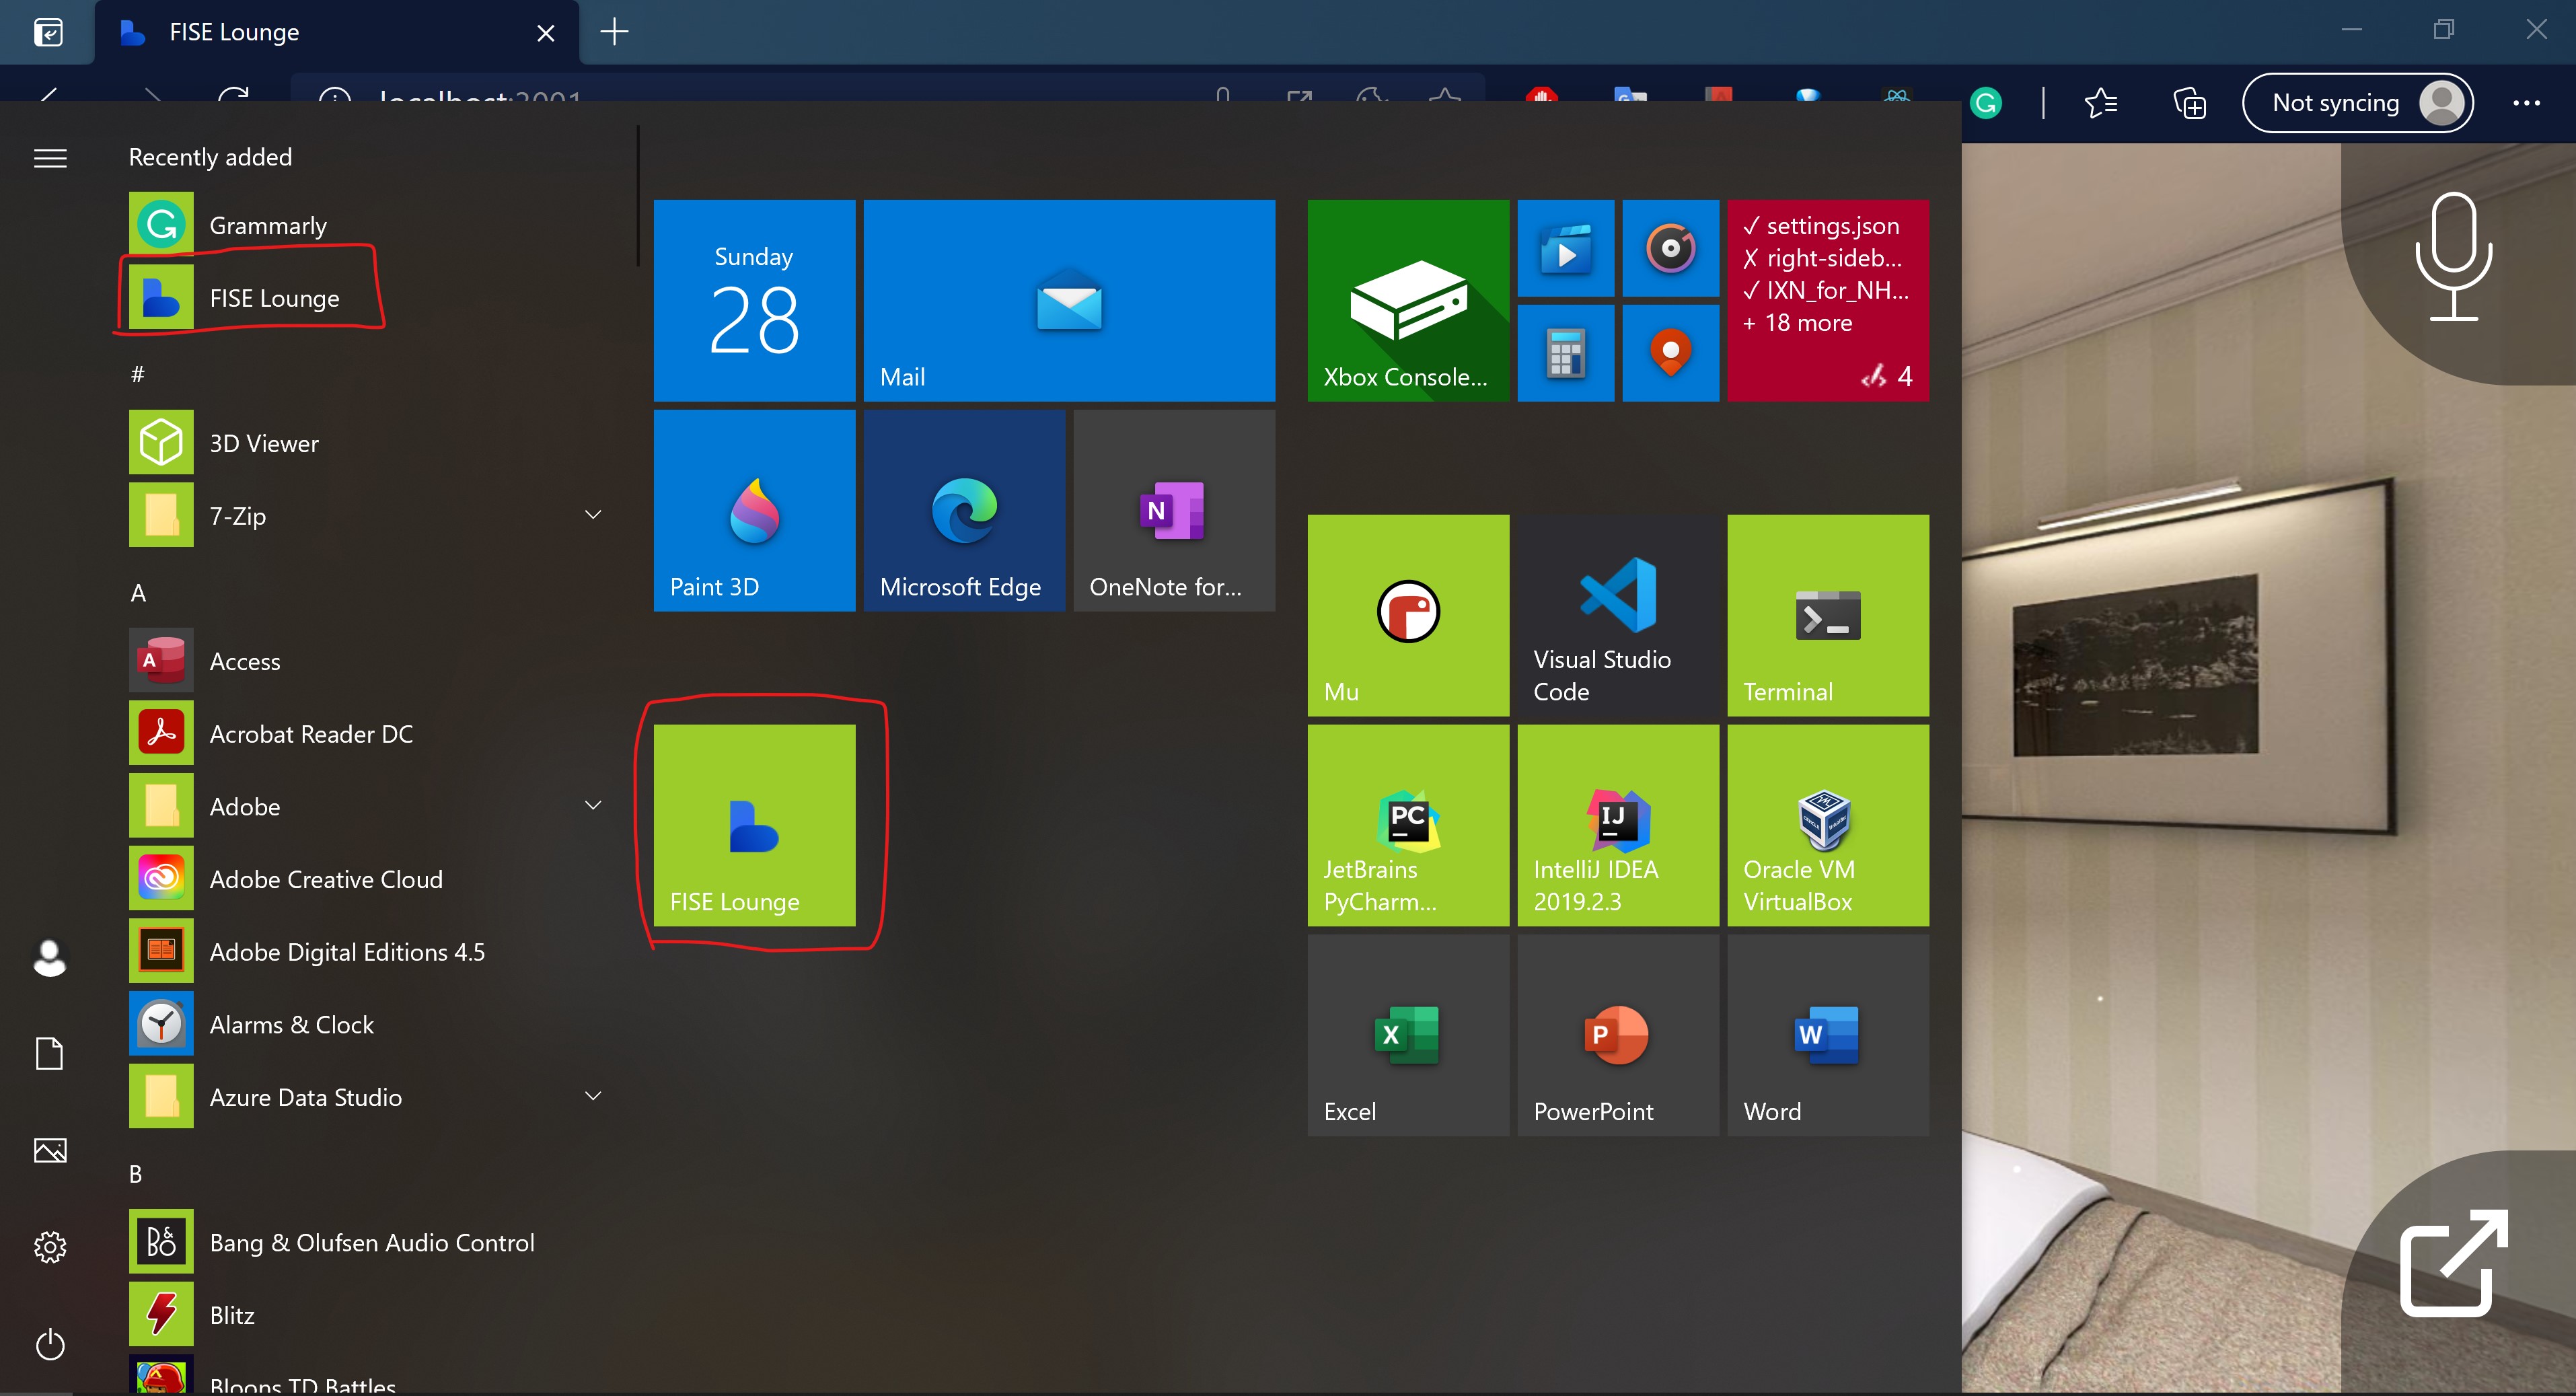 FISE Lounge
localhost:3001
Not syncing
Recently added
Grammarly
FISE Lounge
#
3D Viewer
7-Zip
A
Access
Acrobat Reader DC
Adobe
Adobe Creative Cloud
Adobe Digital Editions 4.5
Alarms & Clock
Azure Data Studio
B
Bang & Olufsen Audio Control
Blitz
Bloons TD Battles
Sunday
28
Mail
Paint 3D
Microsoft Edge
OneNote for...
FISE Lounge
Xbox Console...
✓ settings.json
X right-sideb...
✓ IXN_for_NH...
+ 18 more
4
Mu
Visual Studio
Code
Terminal
PC
JetBrains
PyCharm...
IJ
IntelliJ IDEA
2019.2.3
Oracle VM
VirtualBox
Excel
PowerPoint
Word